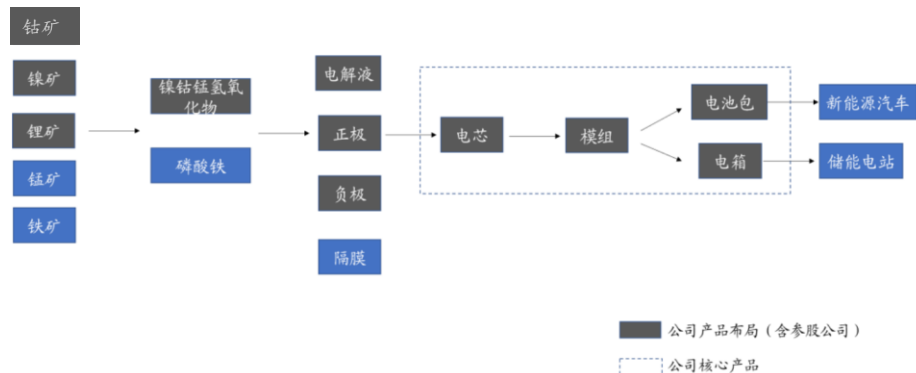 钴矿
镍矿
锂矿
锰矿
铁矿
镍钴锰氢氧
化物
磷酸铁
电解液
正极
负极
隔膜
电芯
模组
电池包
电箱
新能源汽车
储能电站
公司产品布局（含参股公司）
公司核心产品